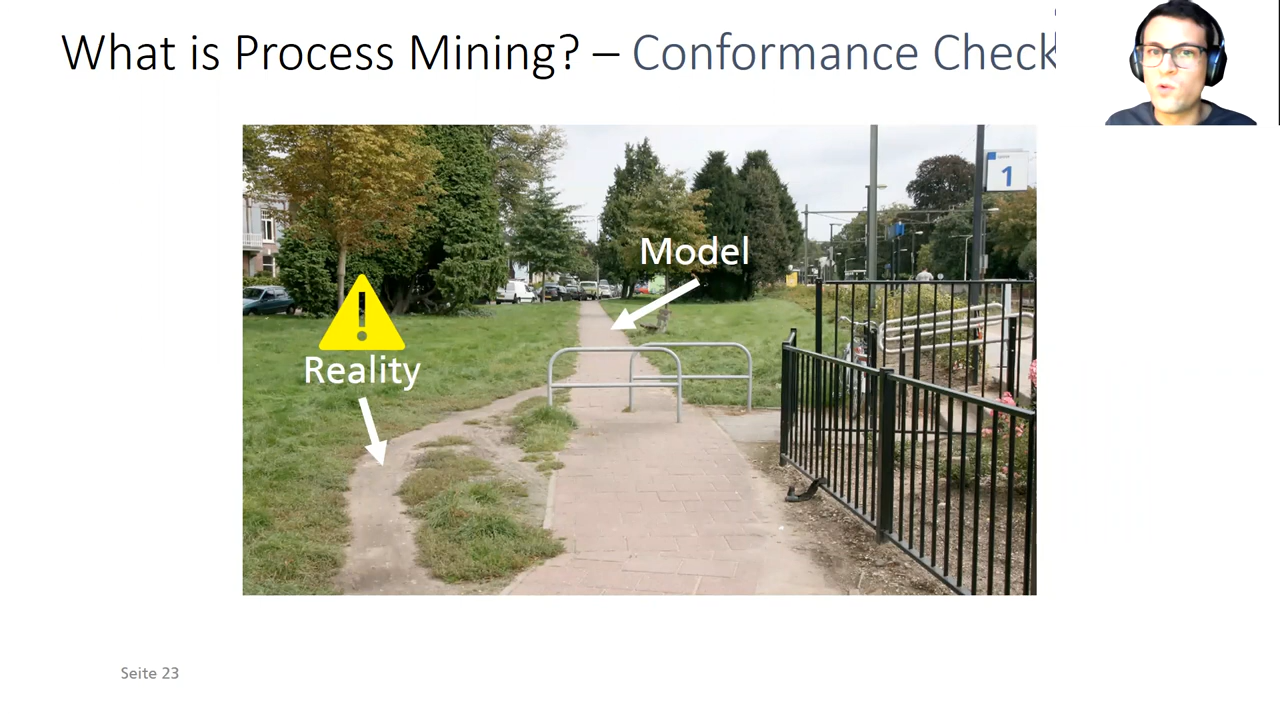 What is Process Mining? – Conformance Check
1
Model
!
Reality
Seite 23